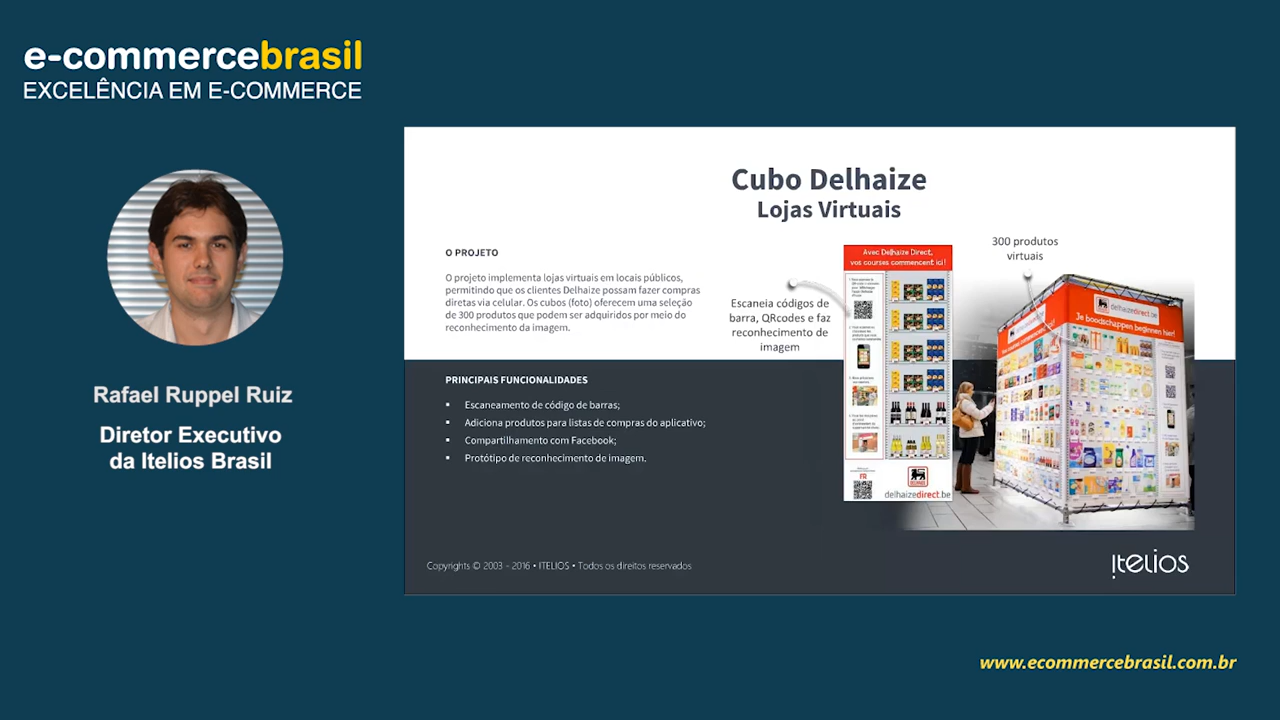 e-commercebrasil
EXCELÊNCIA EM E-COMMERCE
Rafael Ruppel Ruiz
Diretor Executivo
da Itelios Brasil
Cubo Delhaize
Lojas Virtuais
O PROJETO
O projeto implementa lojas virtuais em locais públicos,
permitindo que os clientes Delhaize possam fazer compras
diretas via celular. Os cubos (foto) oferecem uma seleção
de 300 produtos que podem ser adquiridos por meio do
reconhecimento da imagem.
Escaneia códigos de
barra, QRcodes e faz
reconhecimento de
imagem
300 produtos
virtuais
Avec Delhaize Direct,
vos courses commencent ici!
delhaizedirect.be
delhaizedirect.be
Je boodschappen beginnen hier!
PRINCIPAIS FUNCIONALIDADES
▪ Escaneamento de código de barras;
▪ Adiciona produtos para listas de compras do aplicativo;
▪ Compartilhamento com Facebook;
▪ Protótipo de reconhecimento de imagem.
Copyrights © 2003 - 2016 • ITELIOS • Todos os direitos reservados
itelios
www.ecommercebrasil.com.br